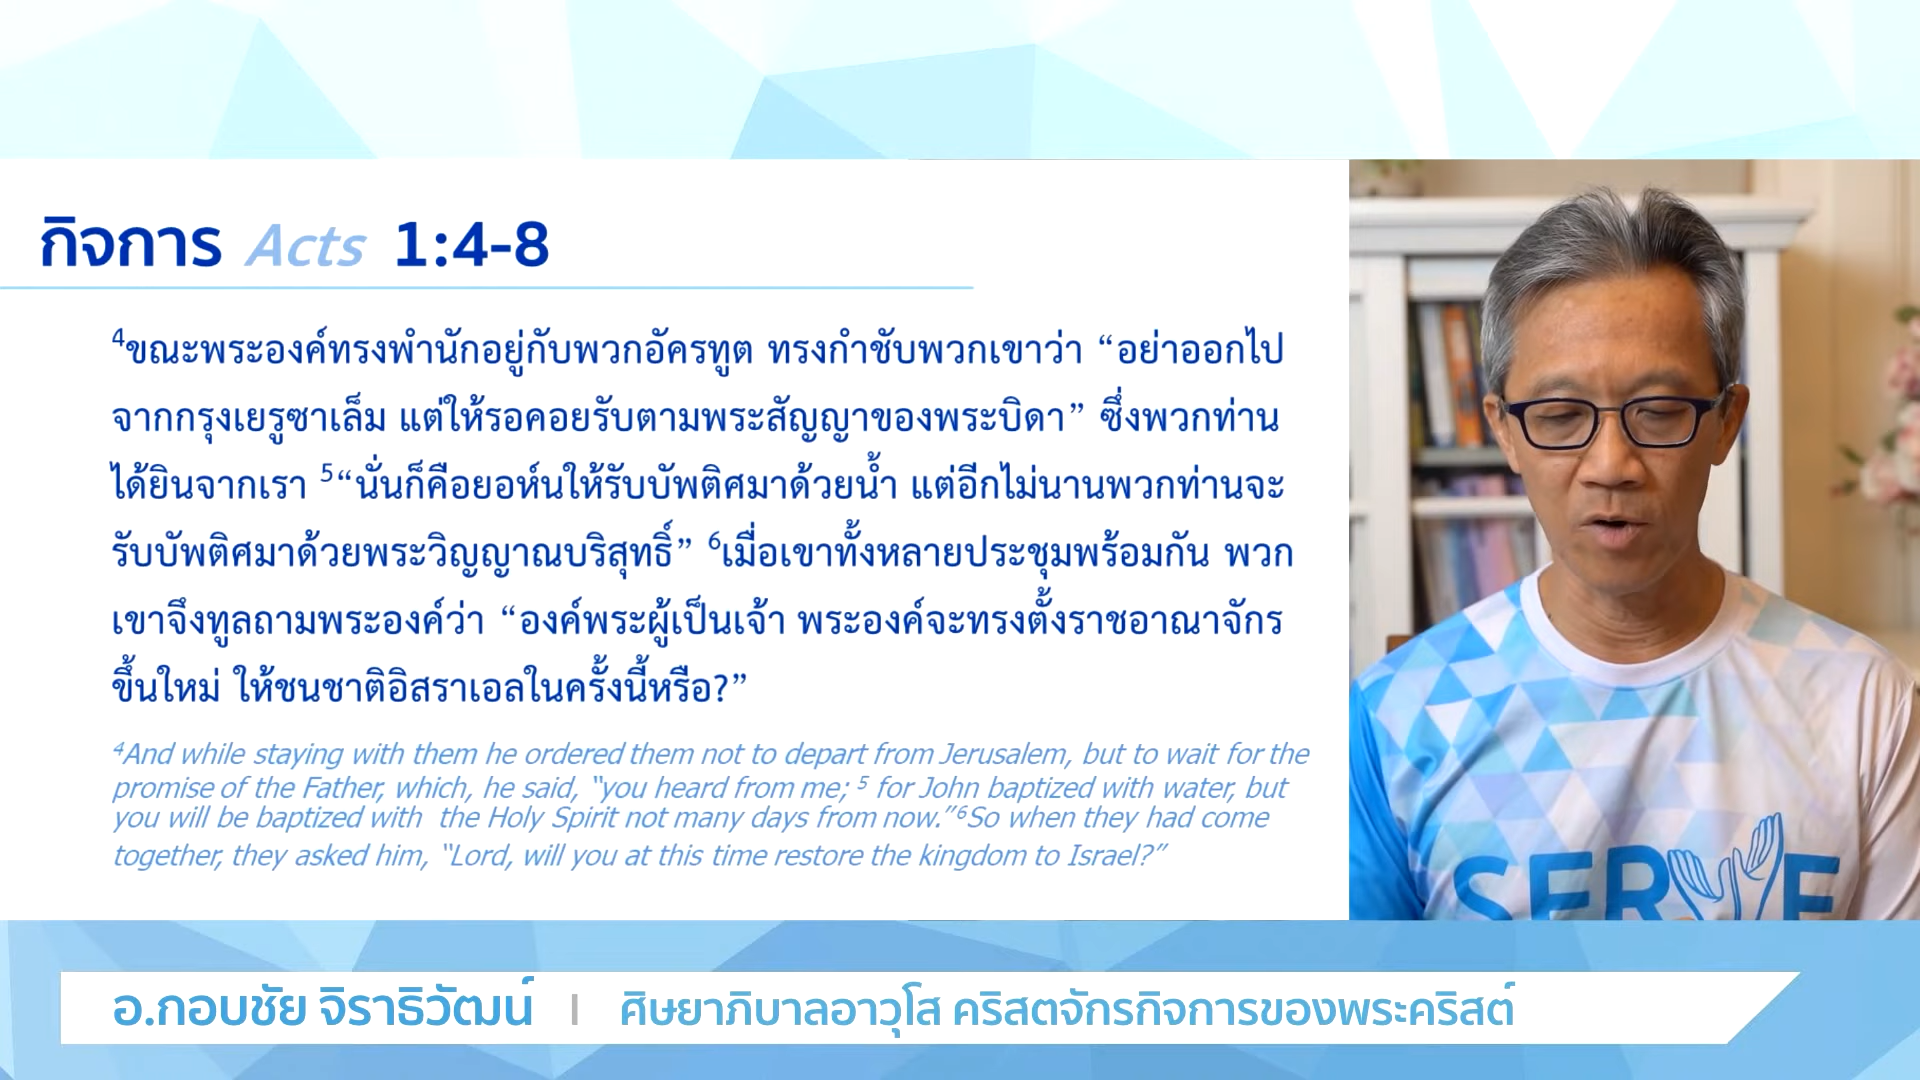 กิจการ Acts 1:4-8
⁴ขณะพระองค์ทรงพำนักอยู่กับพวกอัครทูต ทรงกำชับพวกเขาว่า “อย่าออกไป
จากกรุงเยรูซาเล็ม แต่ให้รอคอยรับตามพระสัญญาของพระบิดา” ซึ่งพวกท่าน
ได้ยินจากเรา ⁵“นั่นก็คือยอห์นให้รับบัพติศมาด้วยน้ำ แต่อีกไม่นานพวกท่านจะ
รับบัพติศมาด้วยพระวิญญาณบริสุทธิ์” ⁶เมื่อเขาทั้งหลายประชุมพร้อมกัน พวก
เขาจึงทูลถามพระองค์ว่า “องค์พระผู้เป็นเจ้า พระองค์จะทรงตั้งราชอาณาจักร
ขึ้นใหม่ ให้ชนชาติอิสราเอลในครั้งนี้หรือ?”
⁴And while staying with them he ordered them not to depart from Jerusalem, but to wait for the
promise of the Father, which, he said, “you heard from me; ⁵ for John baptized with water, but
you will be baptized with the Holy Spirit not many days from now.”⁶So when they had come
together, they asked him, “Lord, will you at this time restore the kingdom to Israel?”
SERVE
อ.กอบชัย จิราธิวัฒน์ | ศิษยาภิบาลอาวุโส คริสตจักรกิจการของพระคริสต์